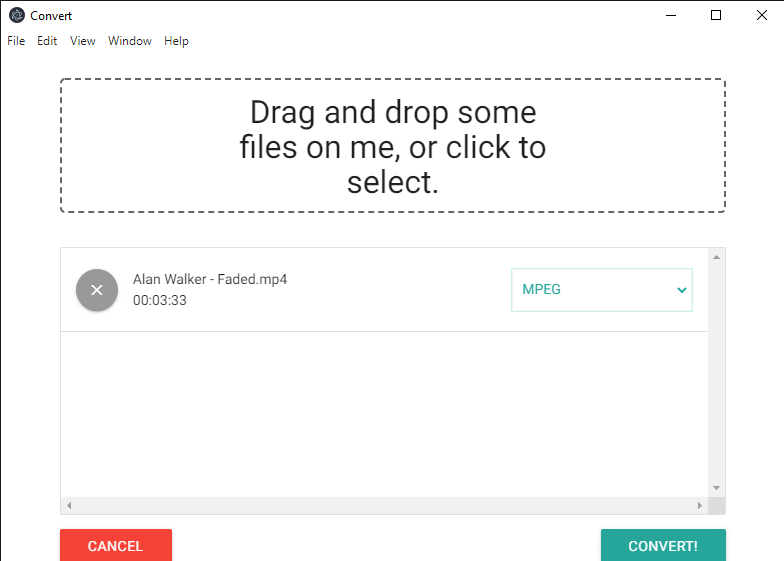 Convert
File Edit View Window Help
Drag and drop some
files on me, or click to
select.
Alan Walker - Faded.mp4
00:03:33
MPEG
CANCEL
CONVERT!